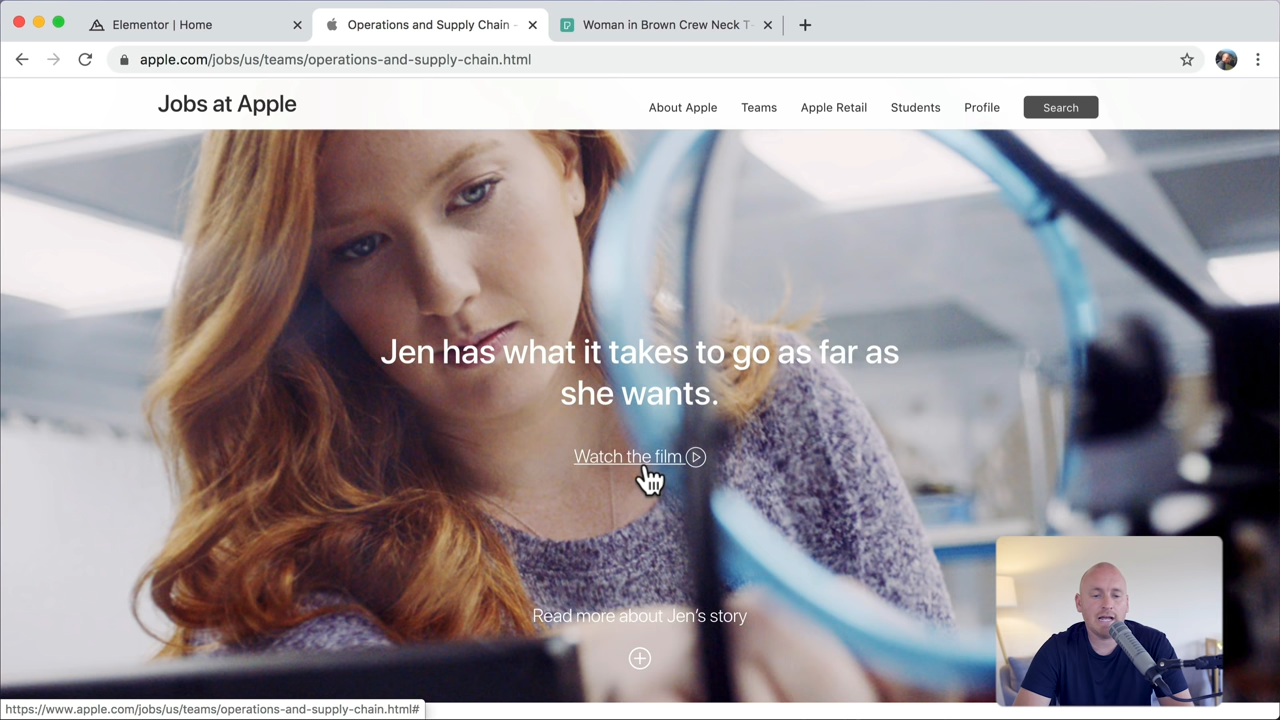 Elementor | Home
Operations and Supply Chain -
Woman in Brown Crew Neck T-
apple.com/jobs/us/teams/operations-and-supply-chain.html
Jobs at Apple
About Apple
Teams
Apple Retail
Students
Profile
Search
Jen has what it takes to go as far as
she wants.
Watch the film
Read more about Jen's story
https://www.apple.com/jobs/us/teams/operations-and-supply-chain.html#